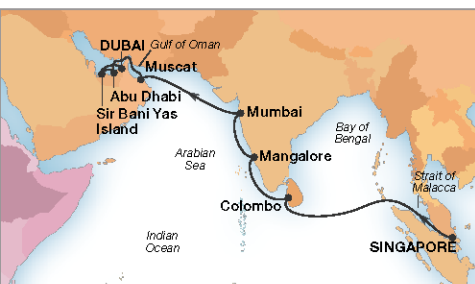 DUBAI
Gulf of Oman
Muscat
Abu Dhabi
Sir Bani Yas
Island
Mumbai
Bay of
Bengal
Arabian
Sea
Mangalore
Strait of
Malacca
Colombo
Indian
Ocean
SINGAPORE